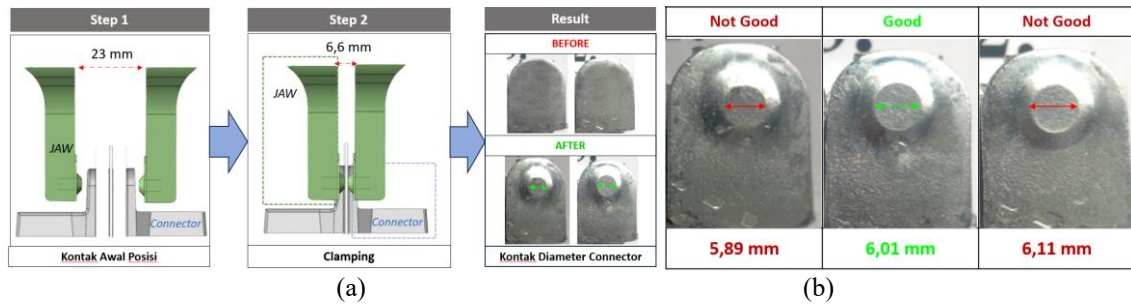 Step 1
23 mm
JAW
Connector
Kontak Awal Posisi
Step 2
6,6 mm
JAW
Connector
Clamping
Result
BEFORE
AFTER
Kontak Diameter Connector
(a)
Not Good
Good
Not Good
5,89 mm
6,01 mm
6,11 mm
(b)